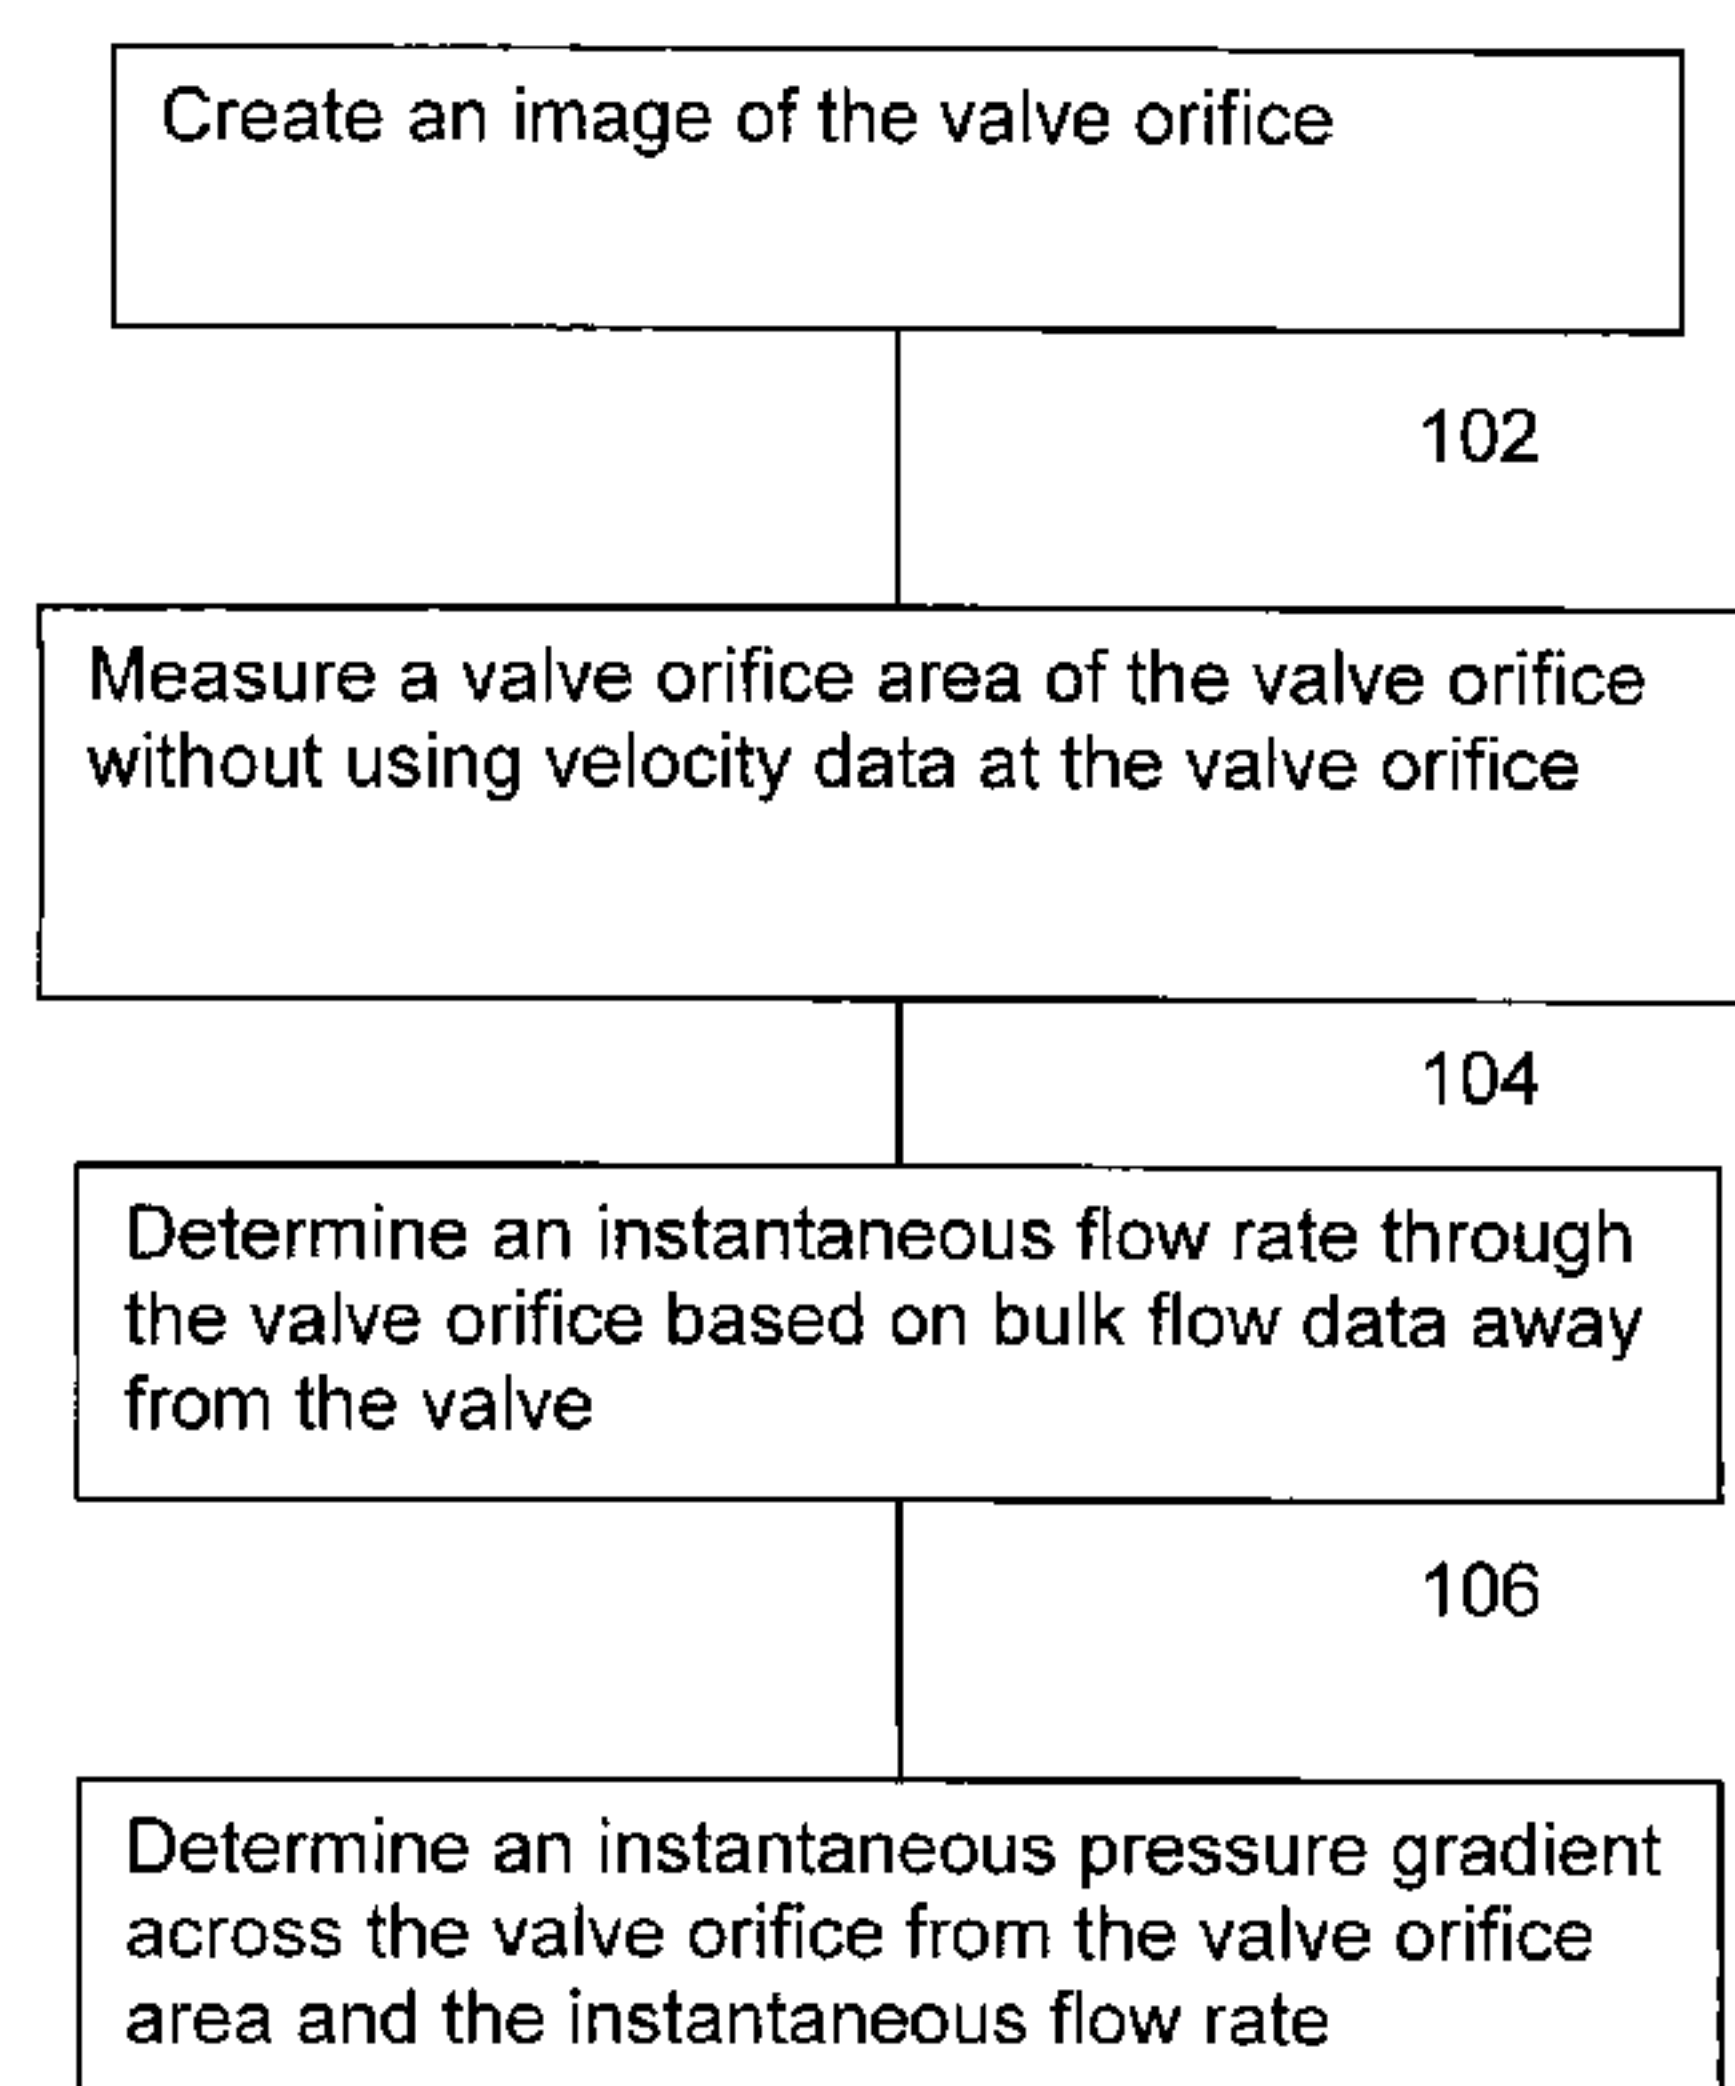 Create an image of the valve orifice
102
Measure a valve orifice area of the valve orifice
without using velocity data at the valve orifice
104
Determine an instantaneous flow rate through
the valve orifice based on bulk flow data away
from the valve
106
Determine an instantaneous pressure gradient
across the valve orifice from the valve orifice
area and the instantaneous flow rate